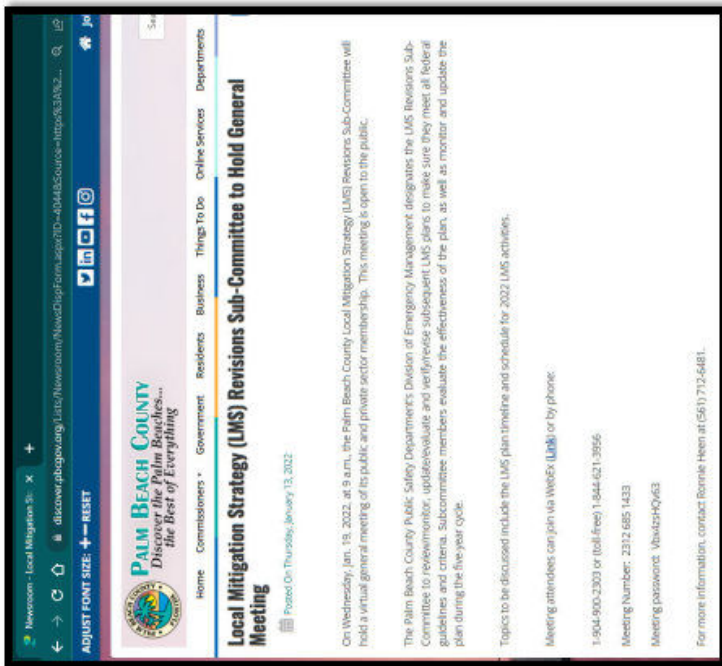 Newsroom - Local Mitigation St
discover.pbcgov.org/Lists/Newsroom/NewsDispForm.aspx?ID=4044&Source=https%3A%2...
ADJUST FONT SIZE: + − RESET
PALM BEACH COUNTY
Discover the Palm Beaches...
the Best of Everything
Home Commissioners Government Residents Business Things To Do Online Services Departments
Local Mitigation Strategy (LMS) Revisions Sub-Committee to Hold General
Meeting
Posted On Thursday, January 13, 2022
On Wednesday, Jan. 19, 2022, at 9 a.m., the Palm Beach County Local Mitigation Strategy (LMS) Revisions Sub-Committee will
hold a virtual general meeting of its public and private sector membership. This meeting is open to the public.
The Palm Beach County Public Safety Department's Division of Emergency Management designates the LMS Revisions Sub-
Committee to review/monitor, update/evaluate and verify/revise subsequent LMS plans to make sure they meet all federal
guidelines and criteria. Subcommittee members evaluate the effectiveness of the plan, as well as monitor and update the
plan during the five-year cycle.
Topics to be discussed include the LMS plan timeline and schedule for 2022 LMS activities.
Meeting attendees can join via WebEx (Link) or by phone:
1-904-900-2303 or (toll-free) 1-844-621-3956
Meeting Number: 2312 685 1433
Meeting password:
For more information, contact Ronnie Heen at (561) 712-6481.